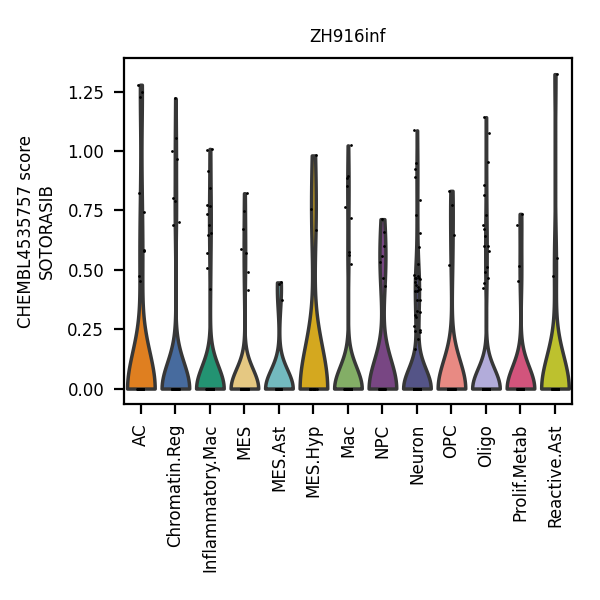 ZH916inf
CHEMBL4535757 score
SOTORASIB
1.25
1.00
0.75
0.50
0.25
0.00
AC
Chromatin.Reg
Inflammatory.Mac
MES
MES.Ast
MES.Hyp
Mac
NPC
Neuron
OPC
Oligo
Prolif.Metab
Reactive.Ast